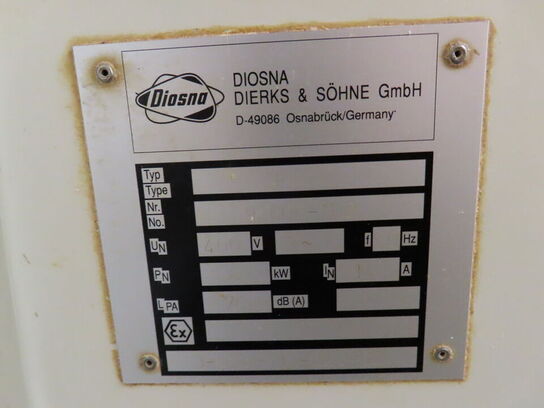 Diosna
DIOSNA
DIERKS & SÖHNE GmbH
D-49086 Osnabrück/Germany
Typ
Type
Nr.
No.
UN V ~ f Hz
PN kW IN A
LPA dB (A)
Ex